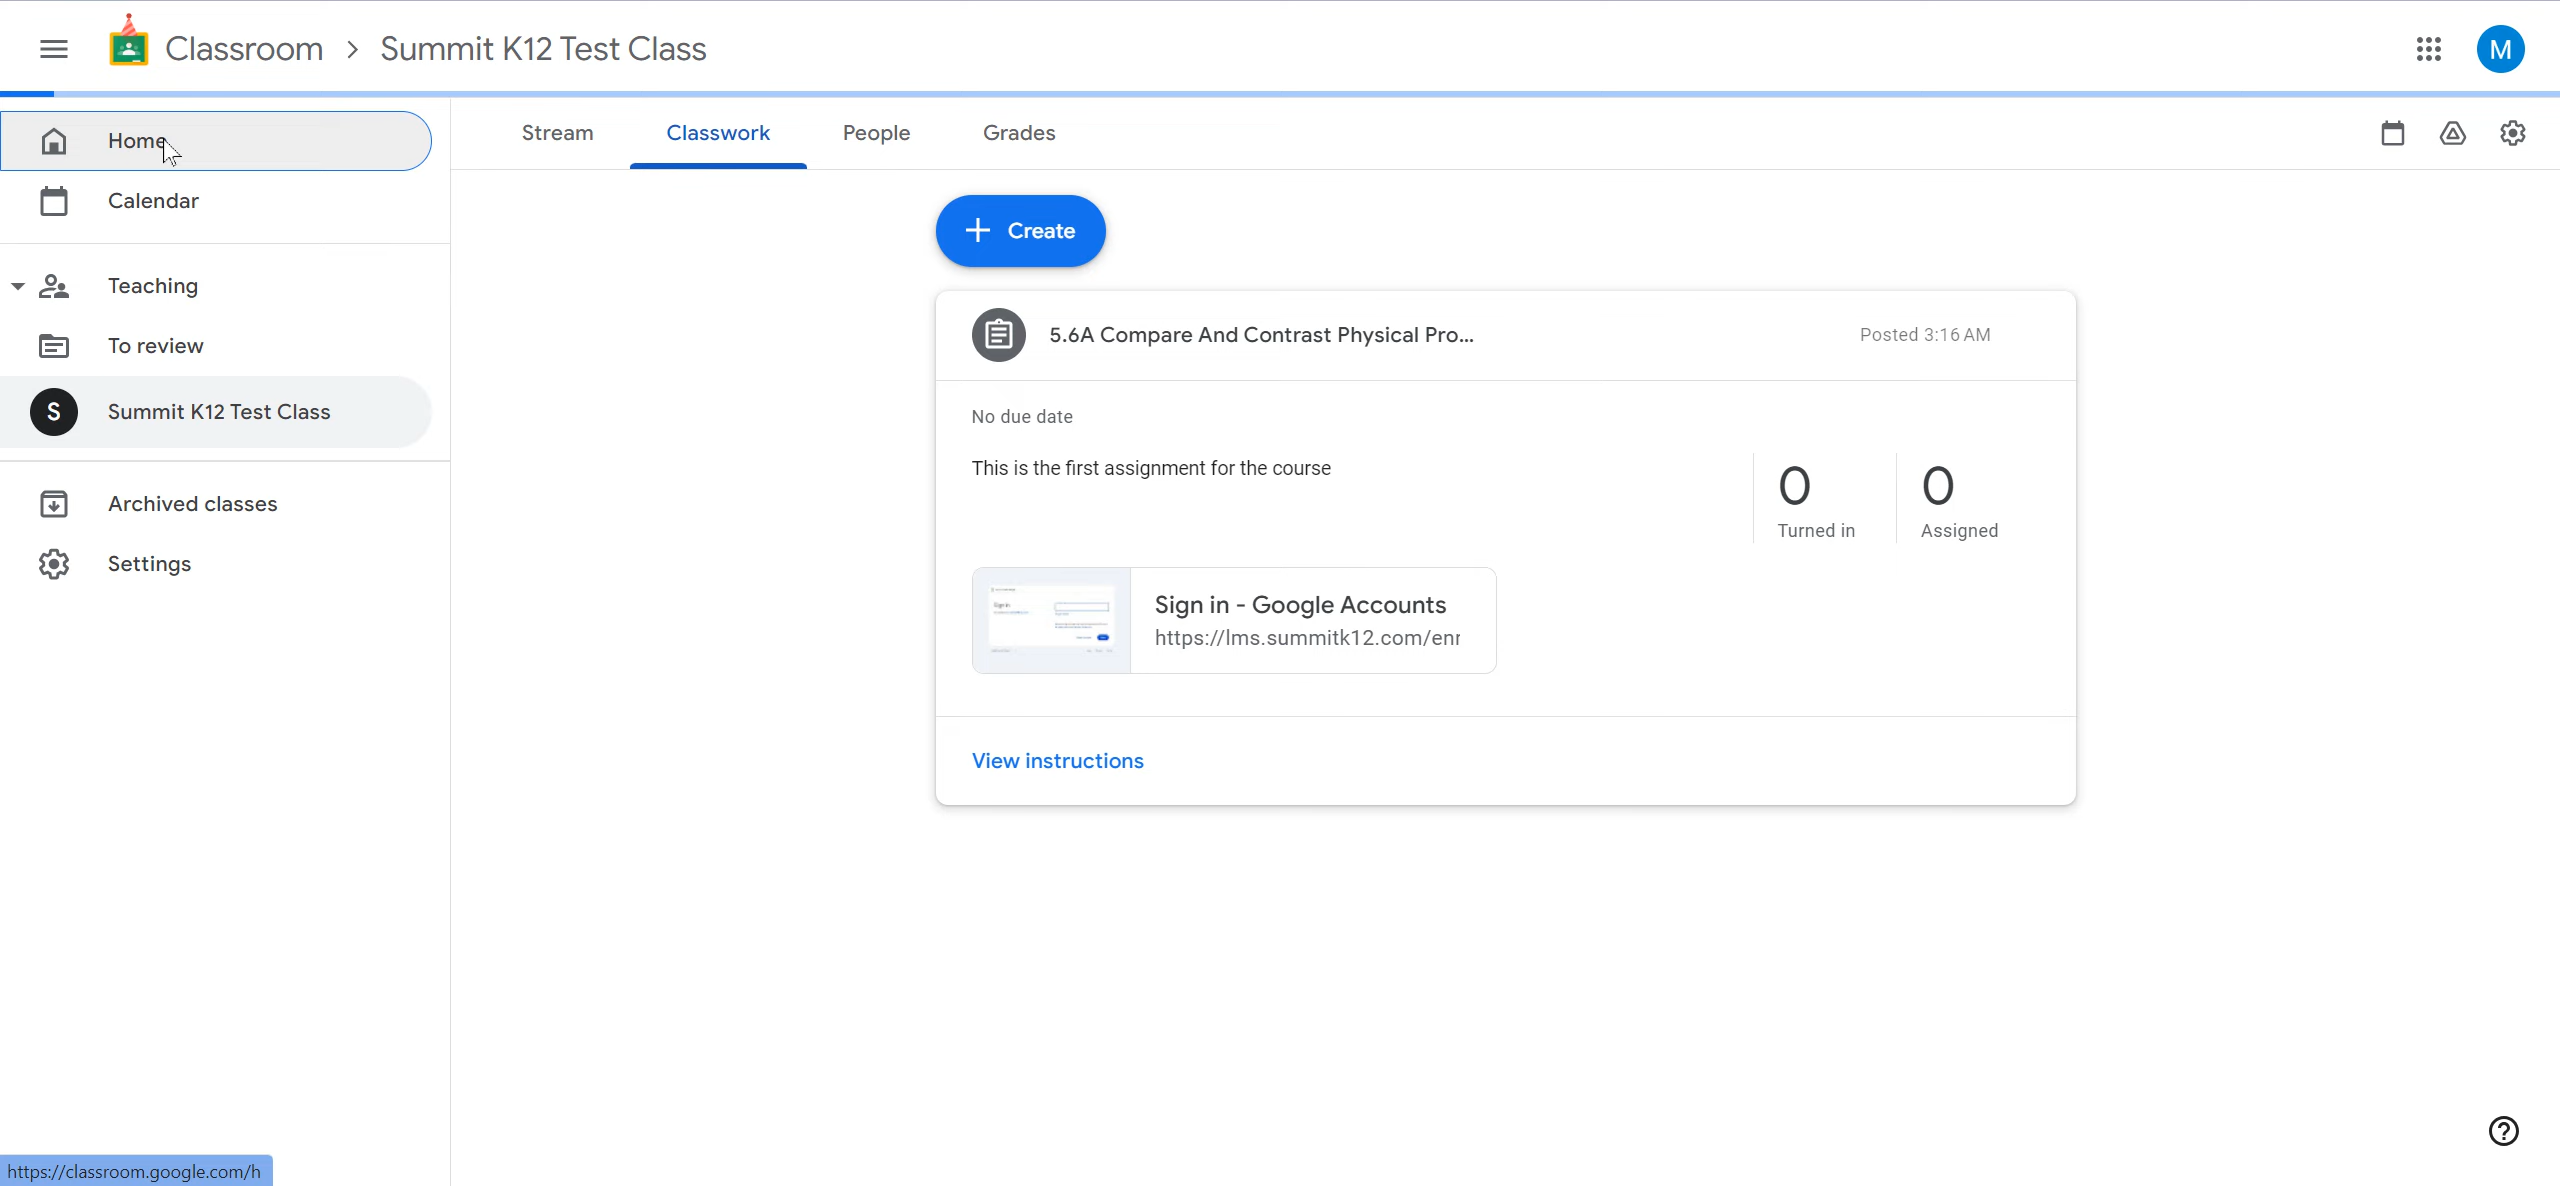 Classroom > Summit K12 Test Class
M
Home
Calendar
Teaching
To review
S Summit K12 Test Class
Archived classes
Settings
Stream Classwork People Grades
+ Create
5.6A Compare And Contrast Physical Pro...
Posted 3:16 AM
No due date
This is the first assignment for the course
0 0
Turned in Assigned
Sign in - Google Accounts
https://lms.summitk12.com/enr
Sign in
View instructions
https://classroom.google.com/h